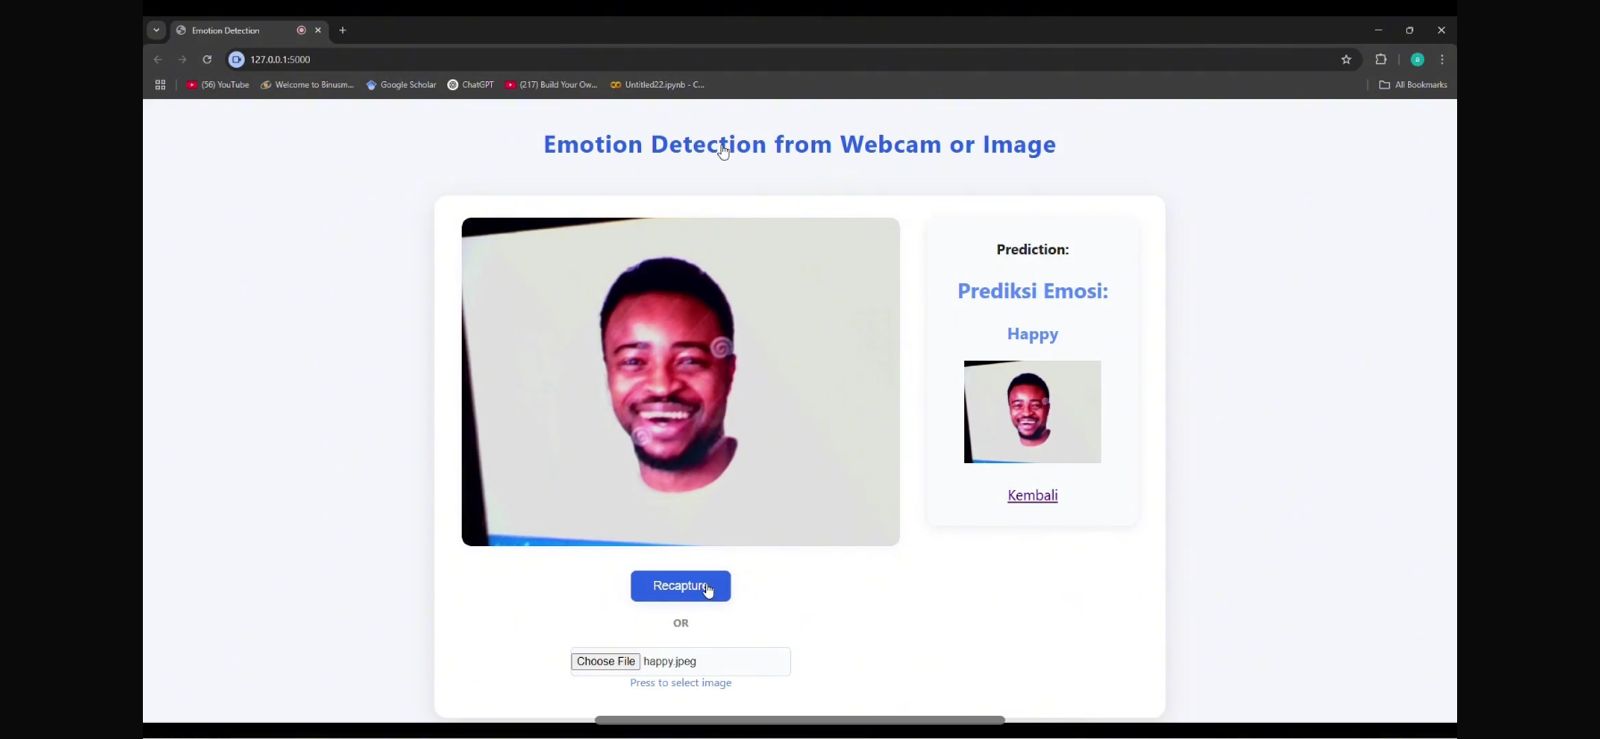 Emotion Detection
127.0.0.1:5000
(56) YouTube
Welcome to Binusm...
Google Scholar
ChatGPT
(217) Build Your Ow...
Untitled22.ipynb - C...
All Bookmarks
Emotion Detection from Webcam or Image
Prediction:
Prediksi Emosi:
Happy
Kembali
Recapture
OR
Choose File happy.jpeg
Press to select image